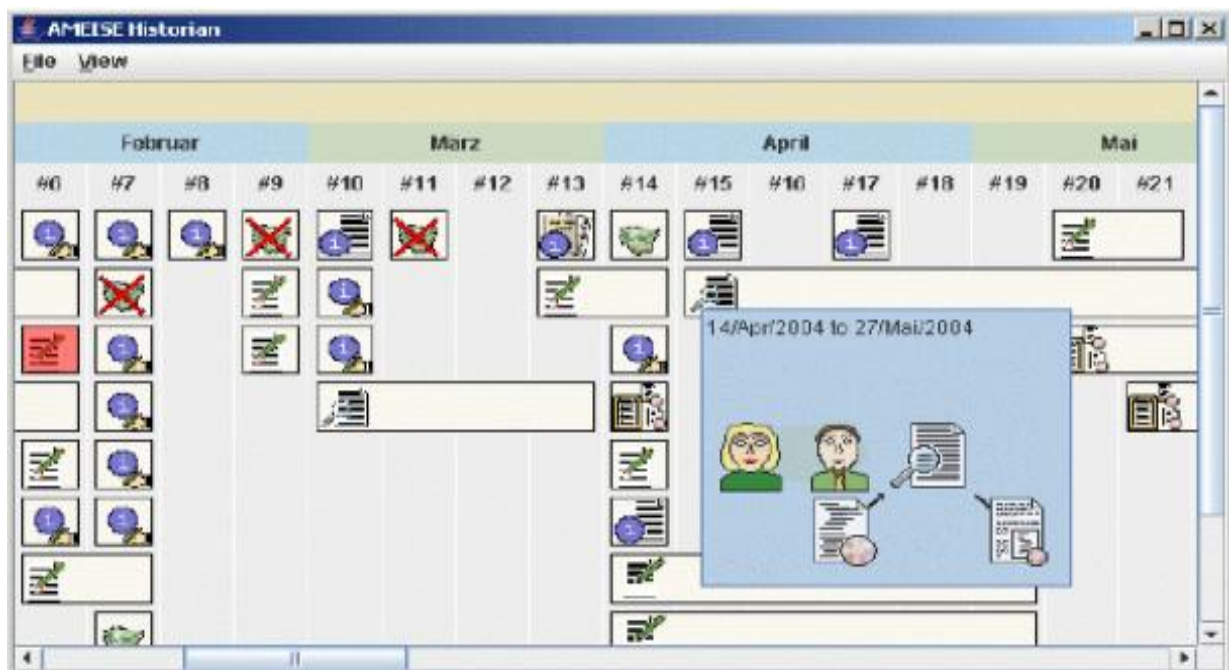 AMEISE Historian
File View
Februar März April Mai
#6 #7 #8 #9 #10 #11 #12 #13 #14 #15 #16 #17 #18 #19 #20 #21
14/Apr/2004 to 27/Mai/2004